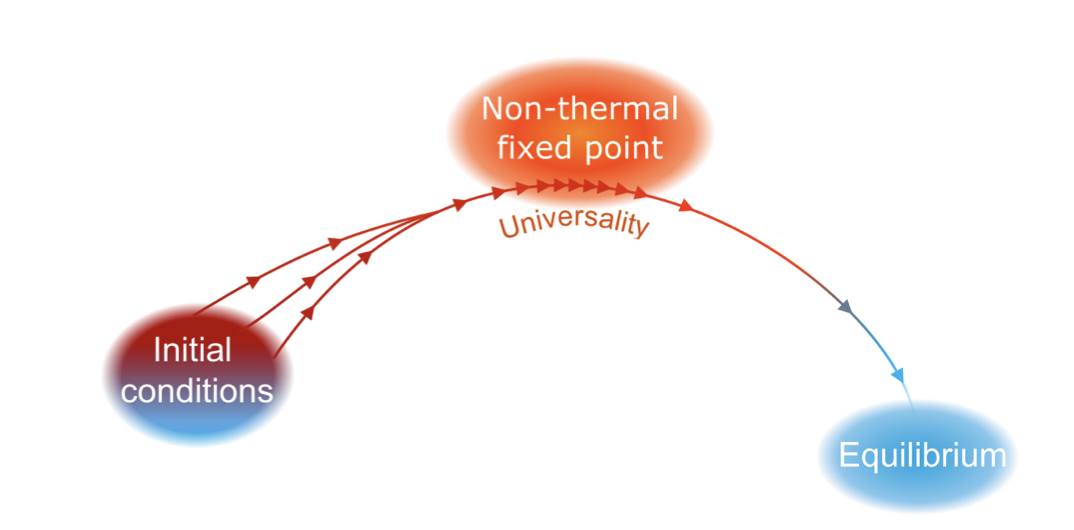 Non-thermal
fixed point
Universality
Initial
conditions
Equilibrium